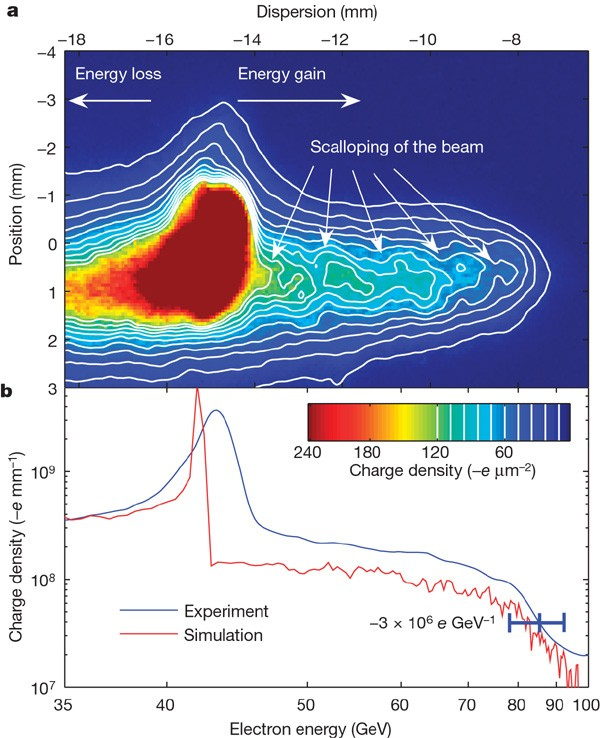 a
Dispersion (mm)
−18 −16 −14 −12 −10 −8
Energy loss
Energy gain
Scalloping of the beam
Position (mm)
−4
−3
−2
−1
0
1
2
3
b
10⁹
10⁸
10⁷
Charge density (−e mm⁻¹)
240 180 120 60
Charge density (−e μm⁻²)
Experiment
Simulation
−3 × 10⁶ e GeV⁻¹
35 40 50 60 70 80 90 100
Electron energy (GeV)